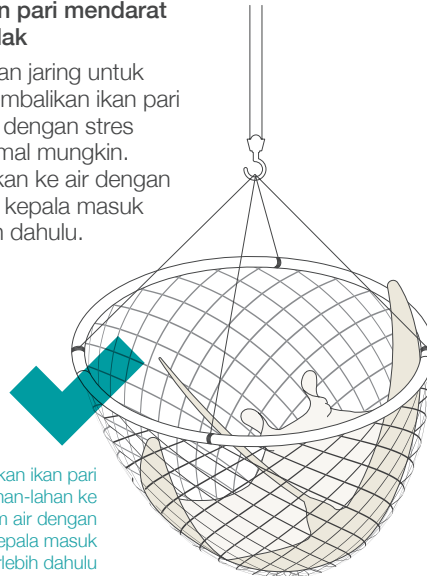 n pari mendarat
lak
an jaring untuk
mbalikan ikan pari
dengan stres
mal mungkin.
kan ke air dengan
kepala masuk
n dahulu.
kan ikan pari
han-lahan ke
m air dengan
epala masuk
rlebih dahulu